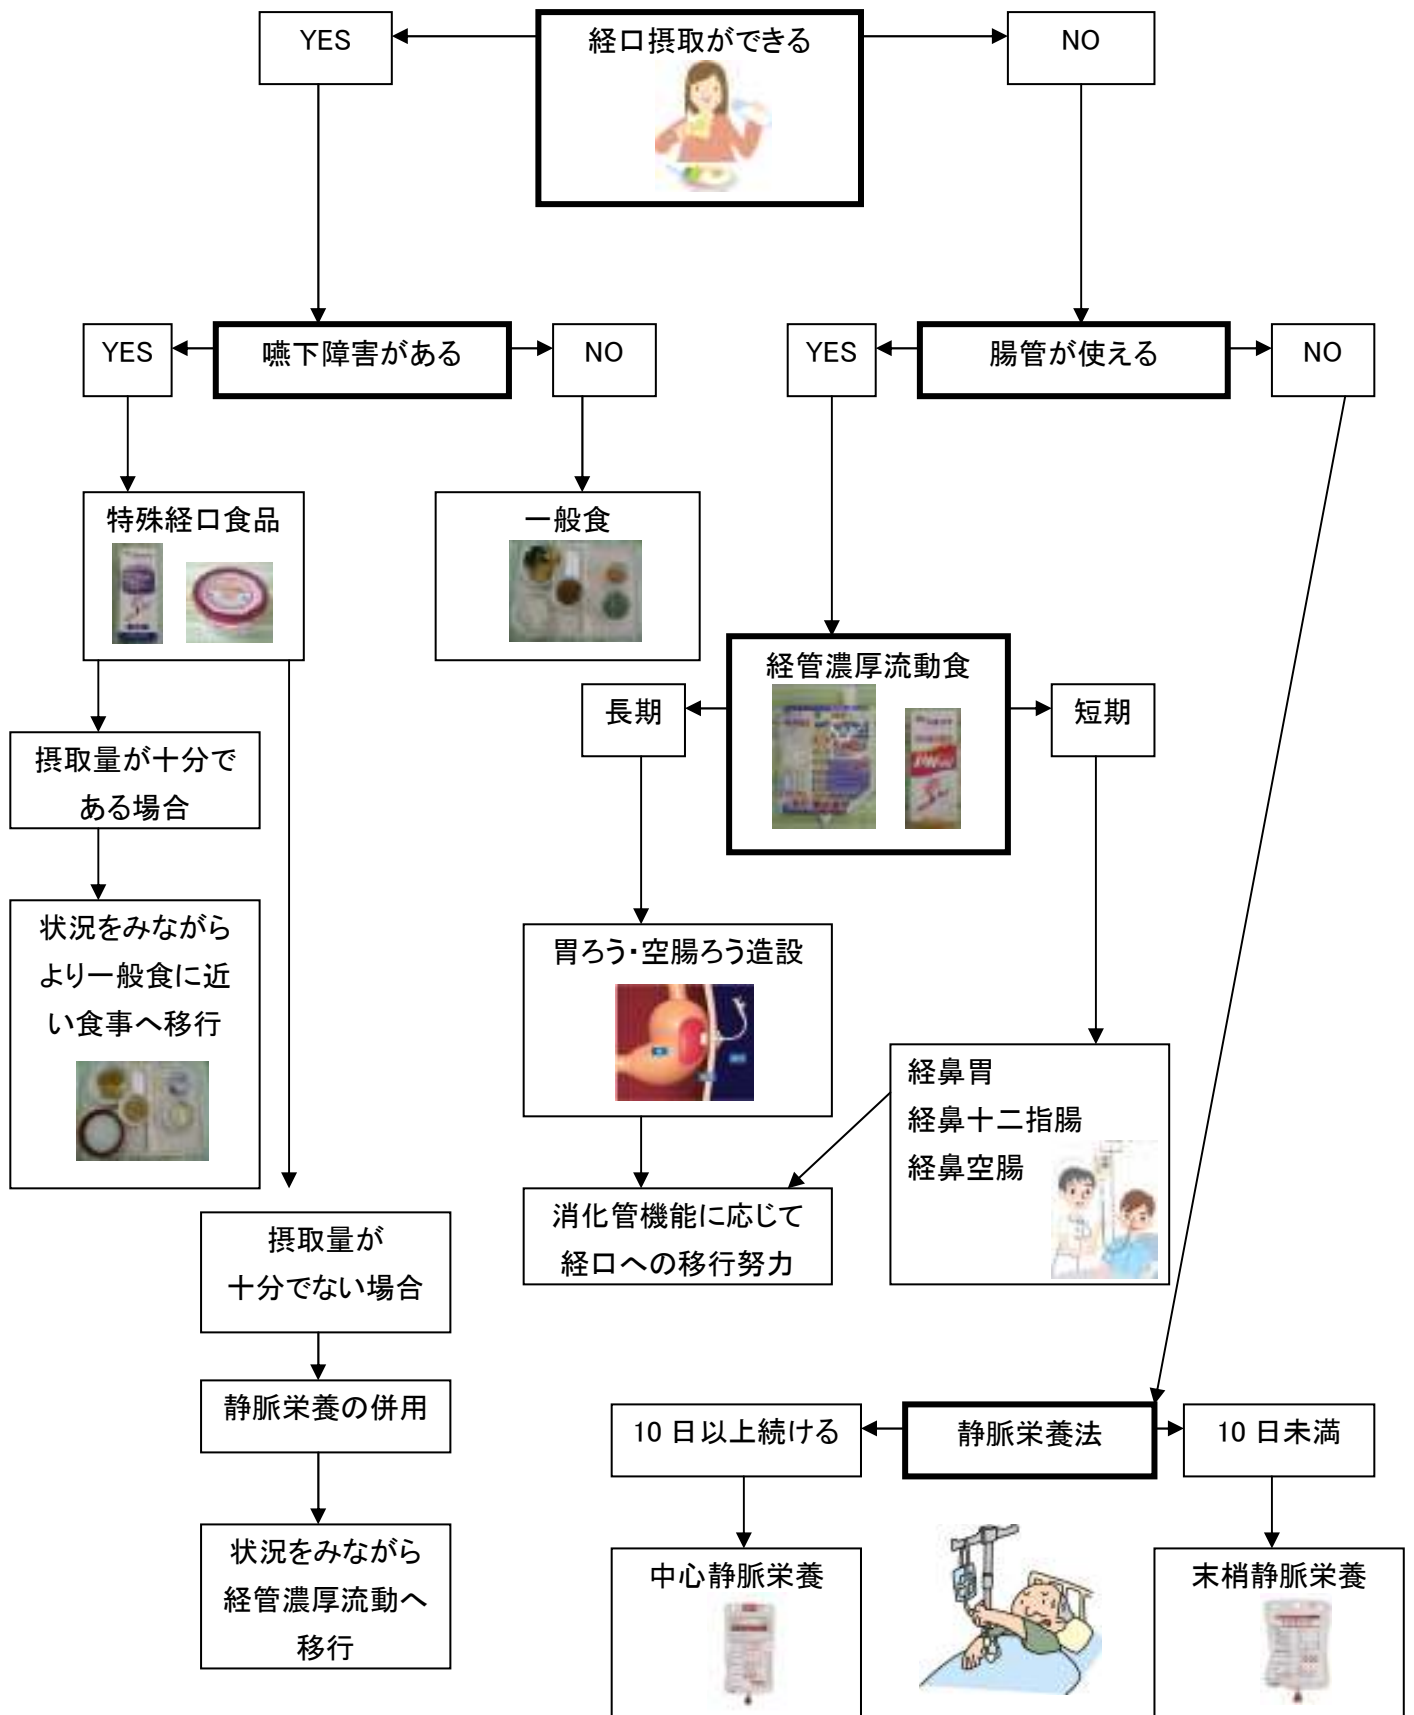 YES
経口摂取ができる
NO
YES
嚥下障害がある
NO
YES
腸管が使える
NO
特殊経口食品
一般食
経管濃厚流動食
長期
短期
摂取量が十分で
ある場合
状況をみながら
より一般食に近
い食事へ移行
胃ろう・空腸ろう造設
経鼻胃
経鼻十二指腸
経鼻空腸
消化管機能に応じて
経口への移行努力
摂取量が
十分でない場合
静脈栄養の併用
状況をみながら
経管濃厚流動へ
移行
10 日以上続ける
静脈栄養法
10 日未満
中心静脈栄養
末梢静脈栄養